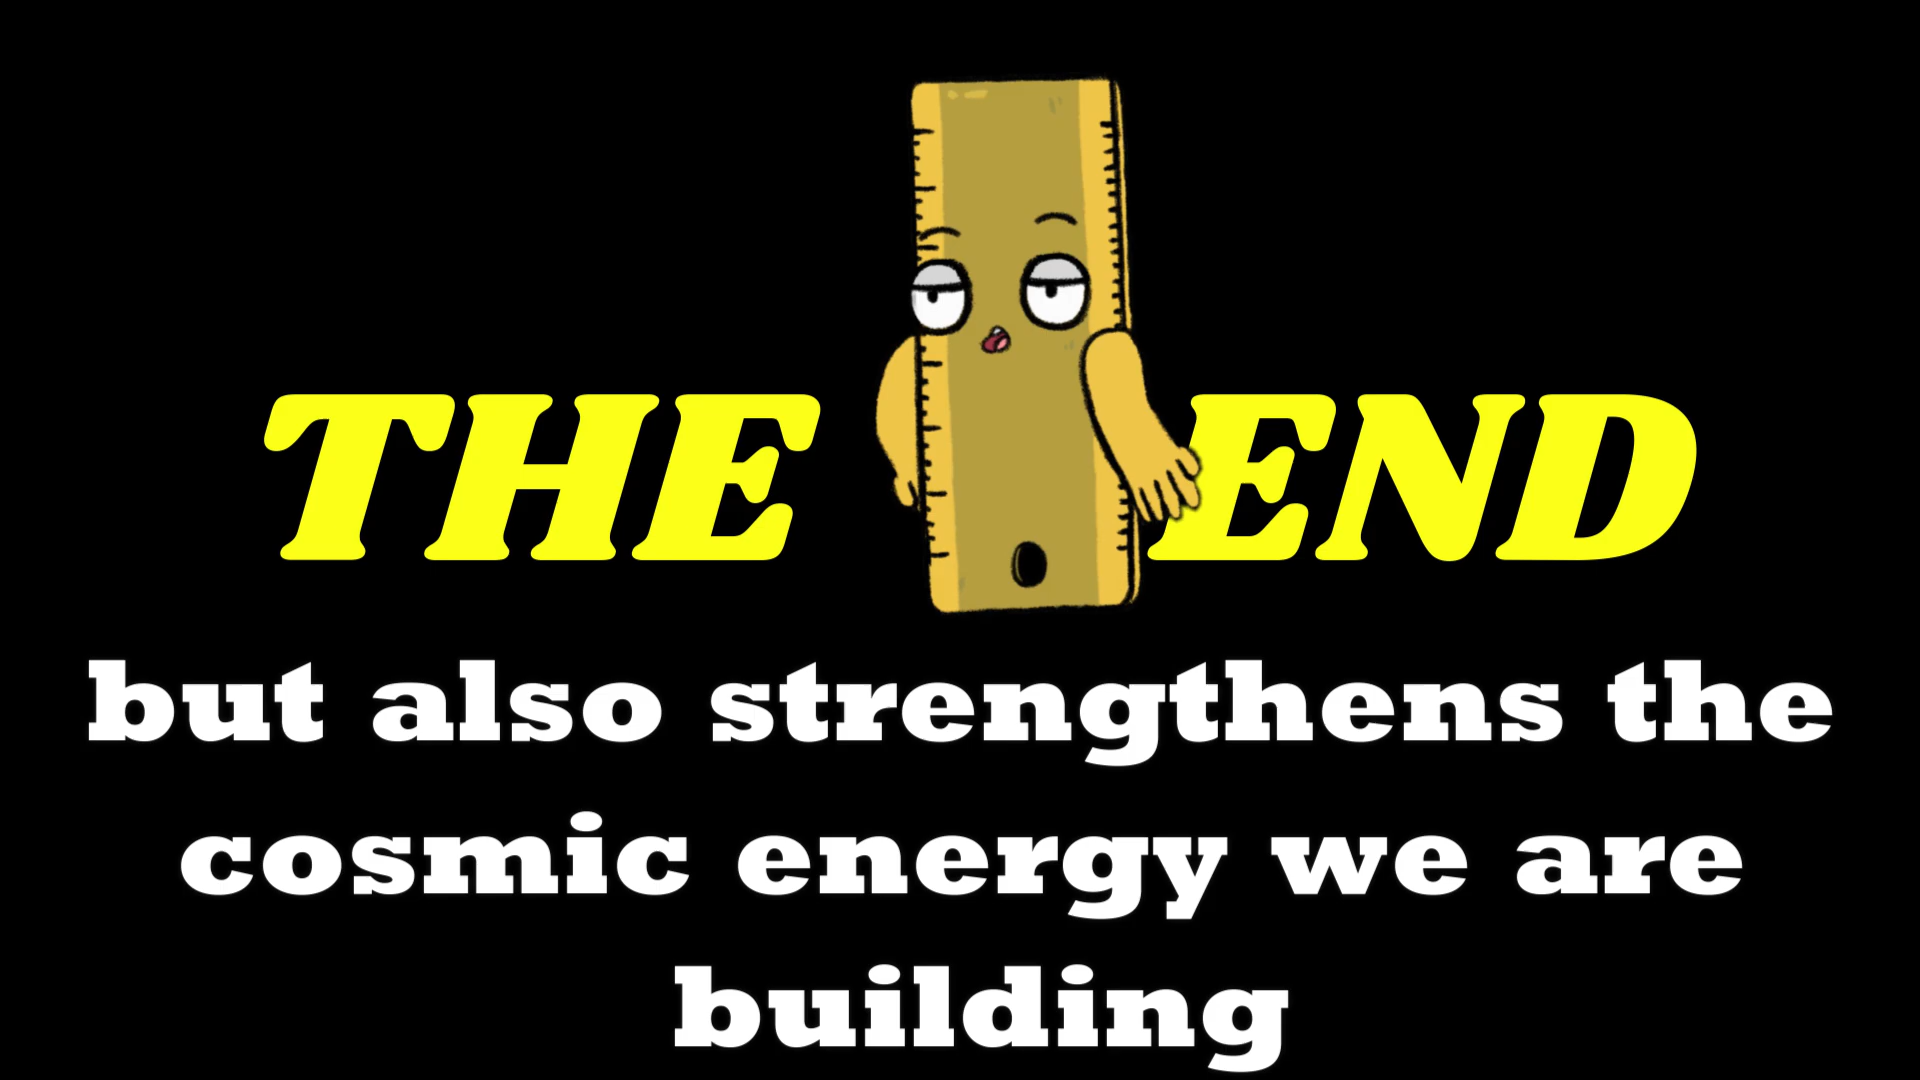 THE END
but also strengthens the
cosmic energy we are
building